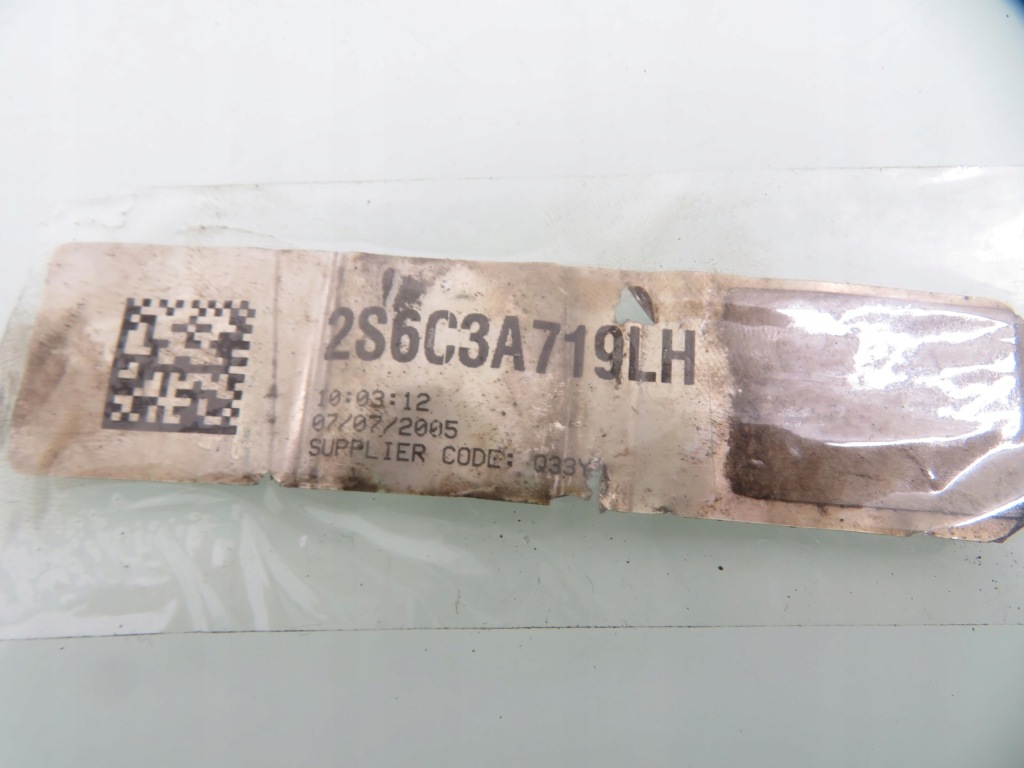 2S6C3A719LH
10:03:12
07/07/2005
SUPPLIER CODE: Q33Y